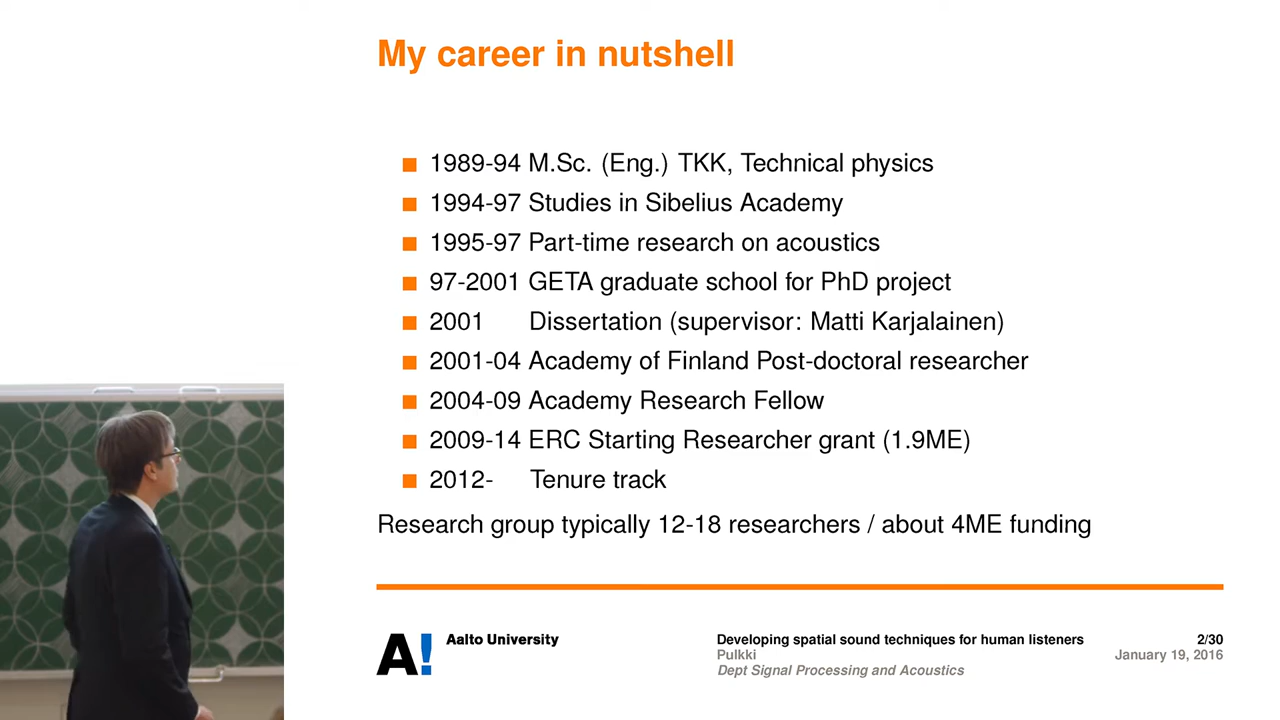 My career in nutshell
1989-94 M.Sc. (Eng.) TKK, Technical physics
1994-97 Studies in Sibelius Academy
1995-97 Part-time research on acoustics
97-2001 GETA graduate school for PhD project
2001 Dissertation (supervisor: Matti Karjalainen)
2001-04 Academy of Finland Post-doctoral researcher
2004-09 Academy Research Fellow
2009-14 ERC Starting Researcher grant (1.9ME)
2012- Tenure track
Research group typically 12-18 researchers / about 4ME funding
A! Aalto University
Developing spatial sound techniques for human listeners 2/30
Pulkki January 19, 2016
Dept Signal Processing and Acoustics